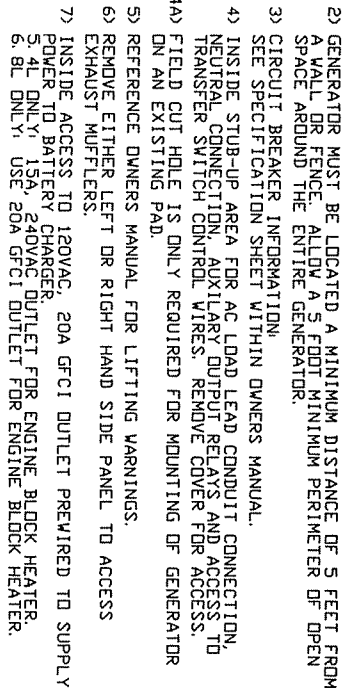 2) GENERATOR MUST BE LOCATED A MINIMUM DISTANCE OF 5 FEET FROM
A WALL OR FENCE. ALLOW A 5 FOOT MINIMUM PERIMETER OF OPEN
SPACE AROUND THE ENTIRE GENERATOR.
3) CIRCUIT BREAKER INFORMATION:
SEE SPECIFICATION SHEET WITHIN OWNERS MANUAL.
4) INSIDE STUB-UP AREA FOR AC LOAD LEAD CONDUIT CONNECTION,
NEUTRAL CONNECTION, AUXILARY OUTPUT RELAYS AND ACCESS TO
TRANSFER SWITCH CONTROL WIRES. REMOVE COVER FOR ACCESS.
4A) FIELD CUT HOLE IS ONLY REQUIRED FOR MOUNTING OF GENERATOR
ON AN EXISTING PAD.
5) REFERENCE OWNERS MANUAL FOR LIFTING WARNINGS.
6) REMOVE EITHER LEFT OR RIGHT HAND SIDE PANEL TO ACCESS
EXHAUST MUFFLERS.
7) INSIDE ACCESS TO 120VAC, 20A GFCI OUTLET PREWIRED TO SUPPLY
POWER TO BATTERY CHARGER.
5.4L ONLY: 15A, 240VAC OUTLET FOR ENGINE BLOCK HEATER.
6.8L ONLY: USE 20A GFCI OUTLET FOR ENGINE BLOCK HEATER.